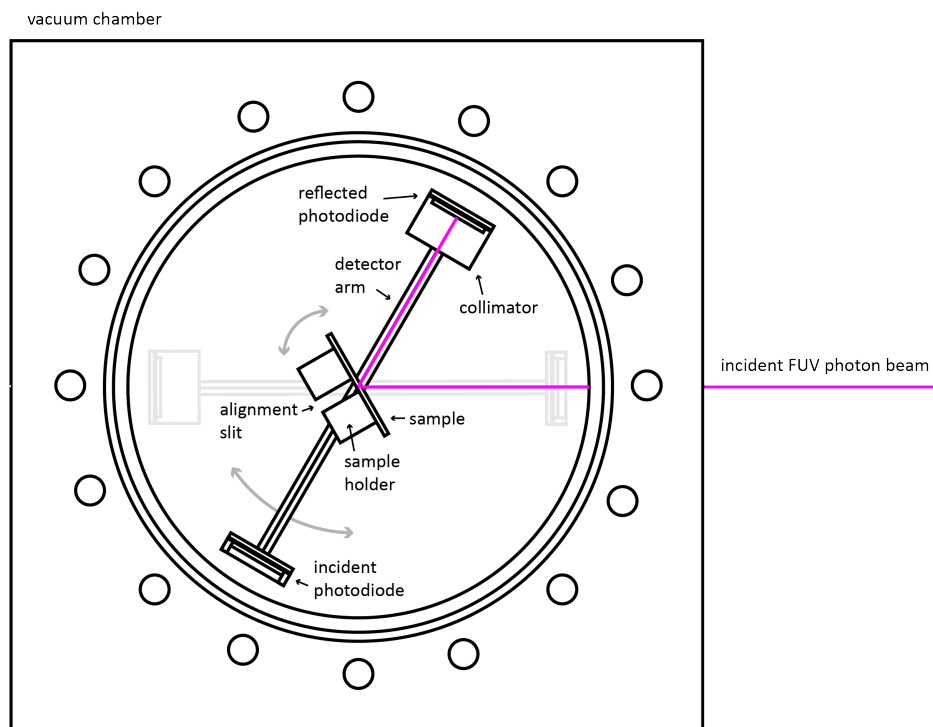 vacuum chamber
reflected
photodiode
detector
arm
collimator
incident FUV photon beam
alignment
slit
sample
sample
holder
incident
photodiode